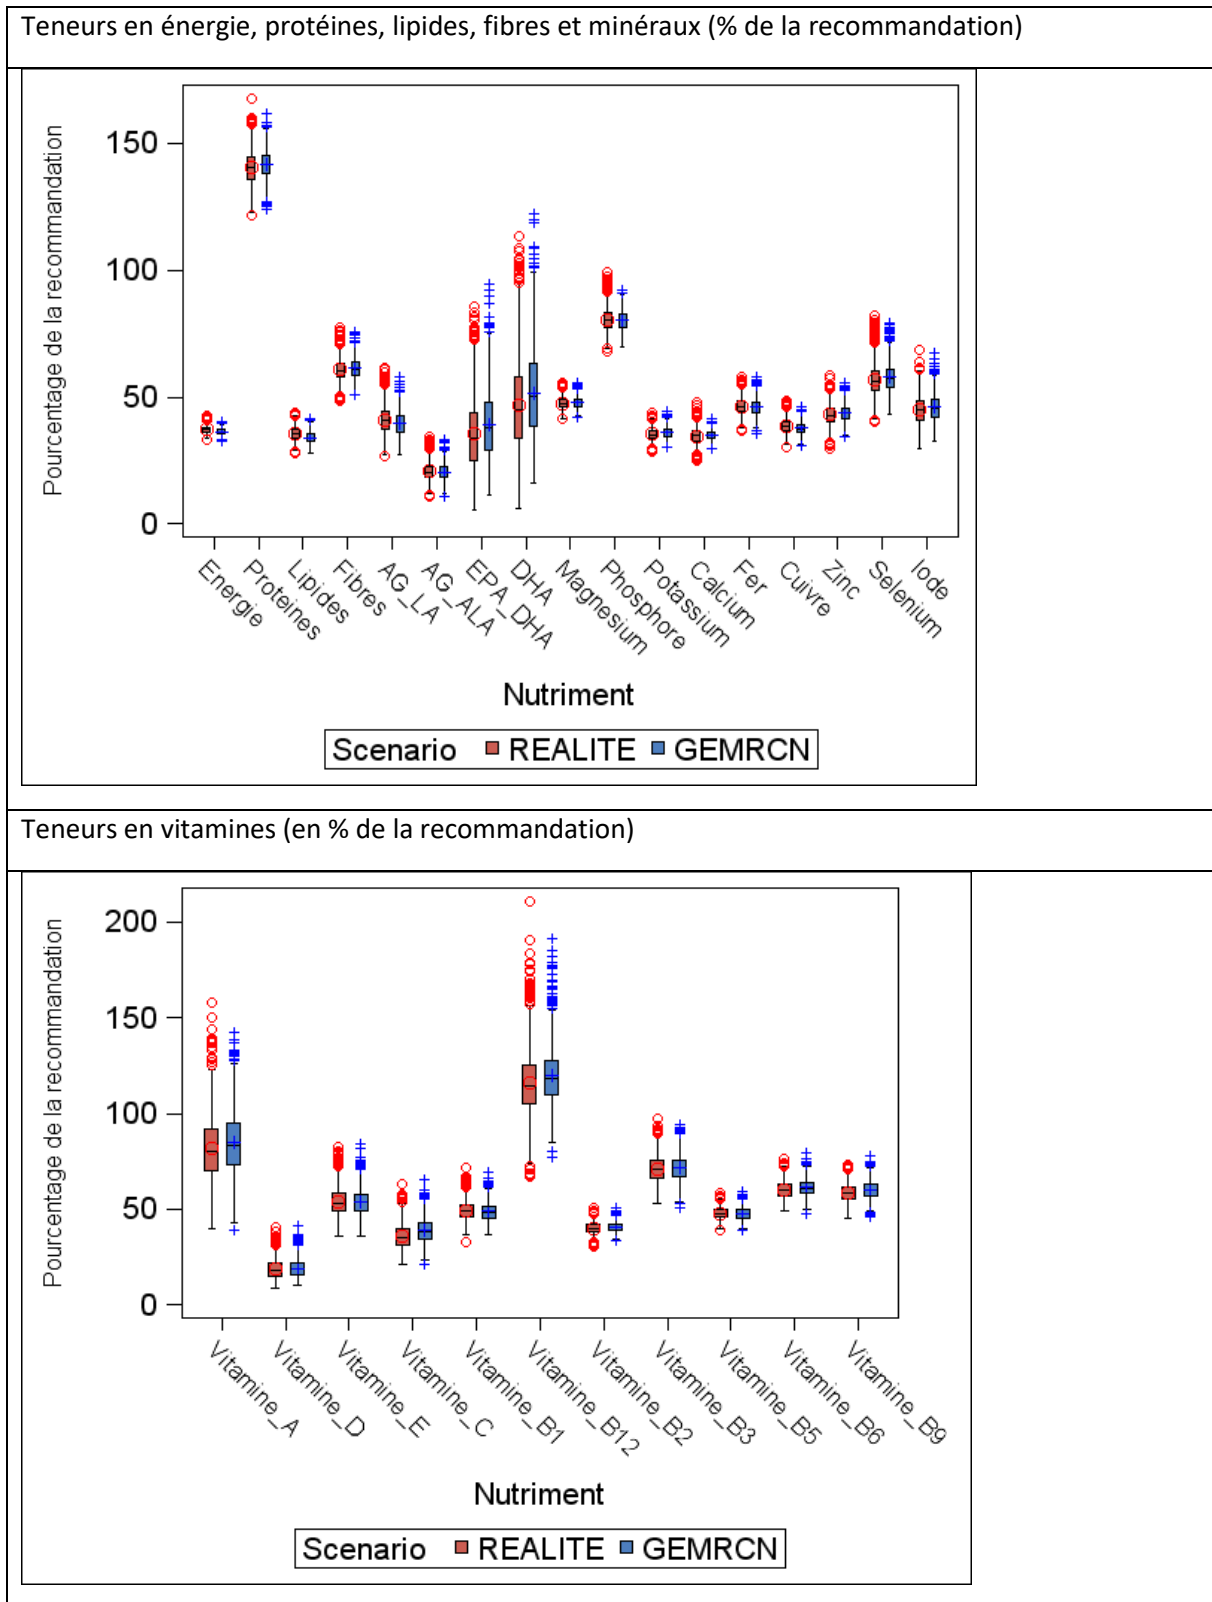 Teneurs en énergie, protéines, lipides, fibres et minéraux (% de la recommandation)
Pourcentage de la recommandation
150
100
50
0
Energie
Proteines
Lipides
Fibres
AG_LA
AG_ALA
EPA_DHA
DHA
Magnesium
Phosphore
Potassium
Calcium
Fer
Cuivre
Zinc
Selenium
Iode
Nutriment
Scenario REALITE GEMRCN
Teneurs en vitamines (en % de la recommandation)
Pourcentage de la recommandation
200
150
100
50
0
Vitamine_A
Vitamine_D
Vitamine_E
Vitamine_C
Vitamine_B1
Vitamine_B12
Vitamine_B2
Vitamine_B3
Vitamine_B5
Vitamine_B6
Vitamine_B9
Nutriment
Scenario REALITE GEMRCN